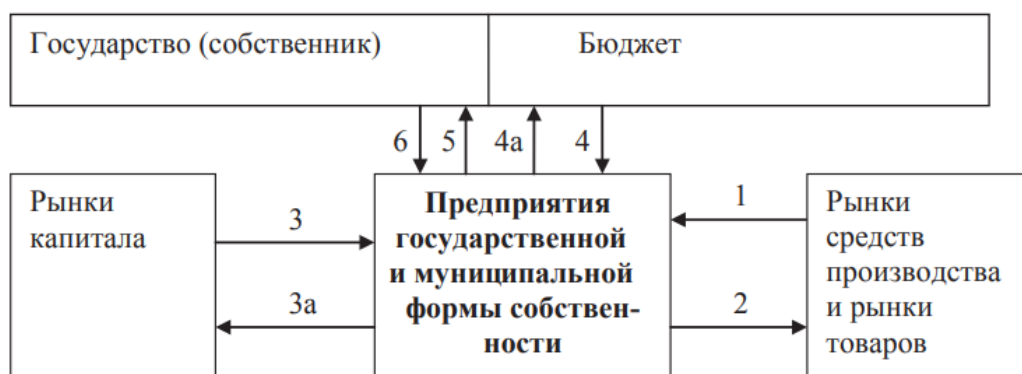 Государство (собственник)
Бюджет
6
5
4а
4
Рынки
капитала
3
3а
Предприятия
государственной
и муниципальной
формы собствен-
ности
1
2
Рынки
средств
производства
и рынки
товаров